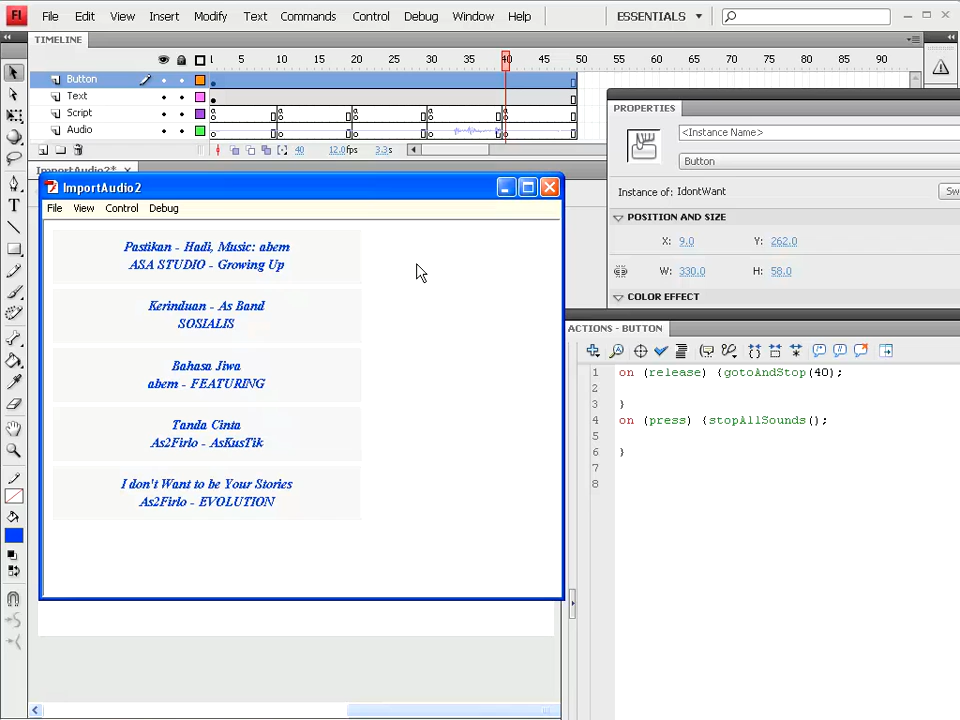 Fl File Edit View Insert Modify Text Commands Control Debug Window Help ESSENTIALS
TIMELINE
1 5 10 15 20 25 30 35 40 45 50 55 60 65 70 75 80 85 90
Button
Text
Script
Audio
40 12.0fps 3.3s
ImportAudio2*
PROPERTIES
<Instance Name>
Button
Instance of: IdontWant Sw
POSITION AND SIZE
X: 9.0 Y: 262.0
W: 330.0 H: 58.0
COLOR EFFECT
ImportAudio2
File View Control Debug
Pastikan - Hadi, Music: abem
ASA STUDIO - Growing Up
Kerinduan - As Band
SOSIALIS
Bahasa Jiwa
abem - FEATURING
Tanda Cinta
As2Firlo - AsKusTik
I don't Want to be Your Stories
As2Firlo - EVOLUTION
ACTIONS - BUTTON
1 on (release) {gotoAndStop(40);
2
3 }
4 on (press) {stopAllSounds();
5
6 }
7
8